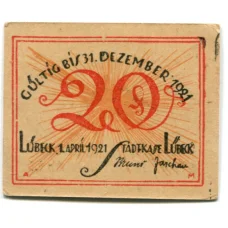 GÜLTIG BIS 31. DEZEMBER 1921
20
LÜBECK 1. APRIL 1921 STADTKASSE LÜBECK